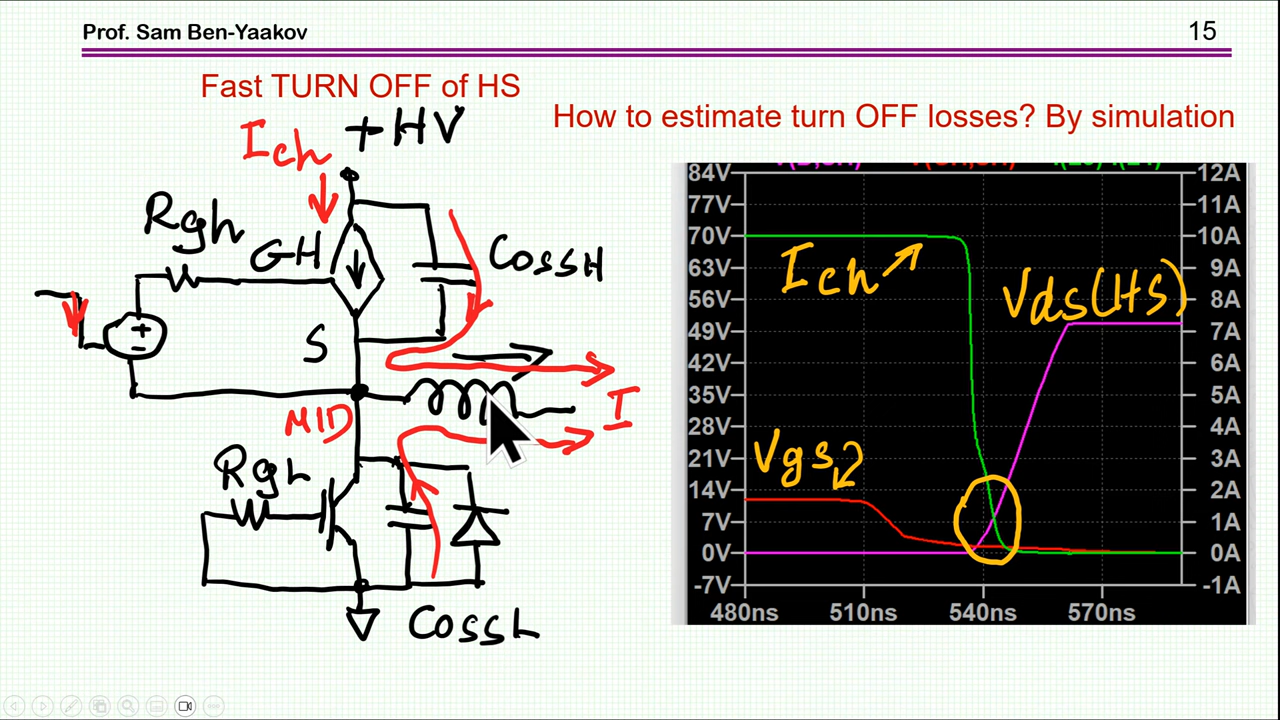 Prof. Sam Ben-Yaakov
15
Fast TURN OFF of HS
How to estimate turn OFF losses? By simulation
Ich
+HV
Rgh
GH
CossH
S
MID
I
RgL
CossL
84V
77V
70V
63V
56V
49V
42V
35V
28V
21V
14V
7V
0V
-7V
12A
11A
10A
9A
8A
7A
6A
5A
4A
3A
2A
1A
0A
-1A
480ns 510ns 540ns 570ns
Ich
Vds(HS)
Vgs